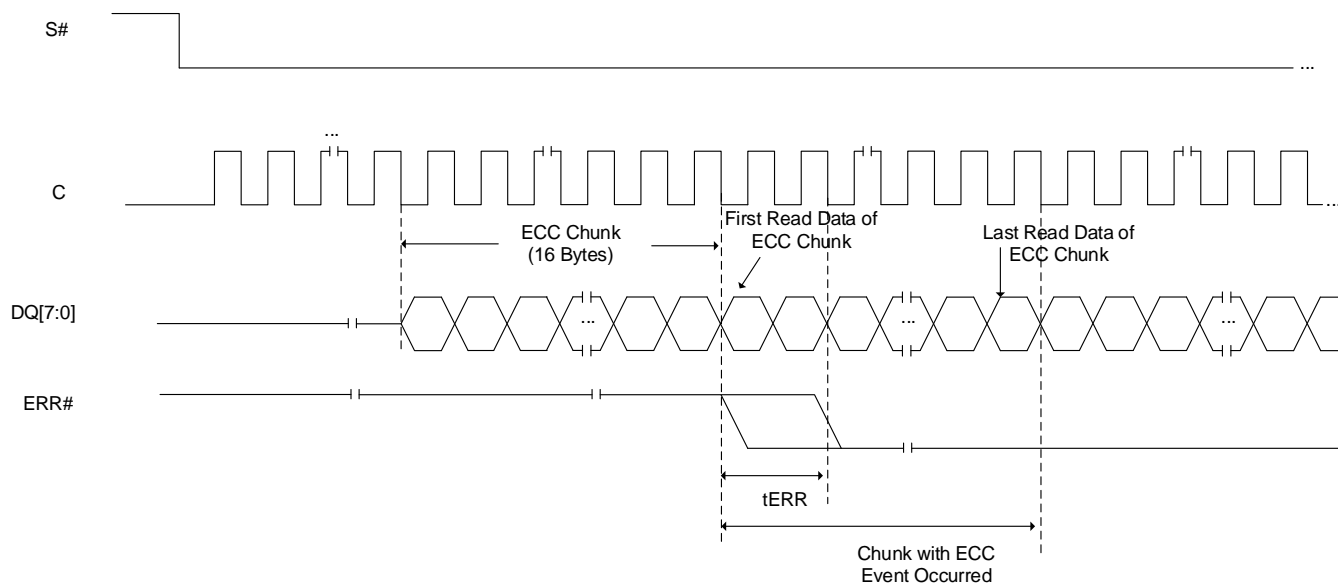 S#
...
...
C
...
ECC Chunk
(16 Bytes)
First Read Data of
ECC Chunk
Last Read Data of
ECC Chunk
DQ[7:0]
...
...
...
ERR#
tERR
Chunk with ECC
Event Occurred